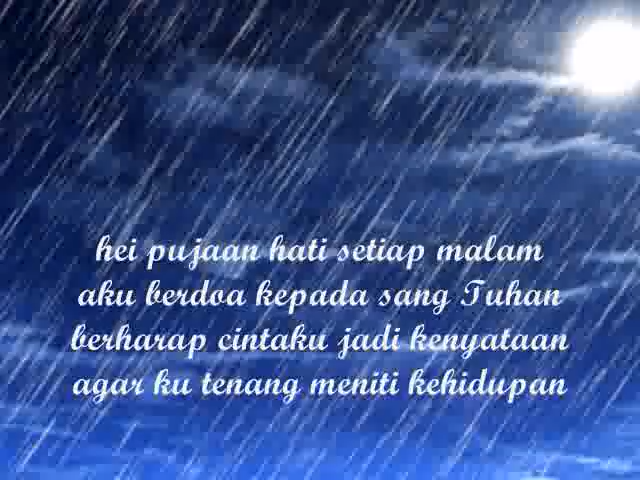 hei pujaan hati setiap malam
aku berdoa kepada sang Tuhan
berharap cintaku jadi kenyataan
agar ku tenang meniti kehidupan